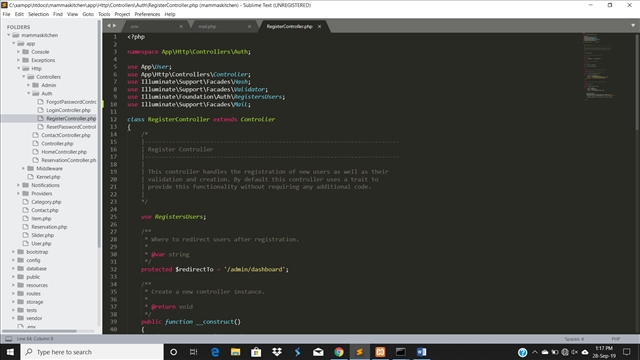 C:\xampp\htdocs\mammaskitchen\app\Http\Controllers\Auth\RegisterController.php (mammaskitchen) - Sublime Text (UNREGISTERED)
File Edit Selection Find View Goto Tools Project Preferences Help
FOLDERS
mammaskitchen
app
Console
Exceptions
Http
Controllers
Admin
Auth
ForgotPasswordContro
LoginController.php
RegisterController.php
ResetPasswordControll
ContactController.php
Controller.php
HomeController.php
ReservationController.ph
Middleware
Kernel.php
Notifications
Providers
Category.php
Contact.php
Item.php
Reservation.php
Slider.php
User.php
bootstrap
config
database
public
resources
routes
storage
tests
vendor
.env
.env
mail.php
RegisterController.php
1 <?php
2
3 namespace App\Http\Controllers\Auth;
4
5 use App\User;
6 use App\Http\Controllers\Controller;
7 use Illuminate\Support\Facades\Hash;
8 use Illuminate\Support\Facades\Validator;
9 use Illuminate\Foundation\Auth\RegistersUsers;
10 use Illuminate\Support\Facades\Mail;
11
12 class RegisterController extends Controller
13 {
14 /*
15 |--------------------------------------------------------------------------
16 | Register Controller
17 |--------------------------------------------------------------------------
18 |
19 | This controller handles the registration of new users as well as their
20 | validation and creation. By default this controller uses a trait to
21 | provide this functionality without requiring any additional code.
22 |
23 */
24
25 use RegistersUsers;
26
27 /**
28 * Where to redirect users after registration.
29 *
30 * @var string
31 */
32 protected $redirectTo = '/admin/dashboard';
33
34 /**
35 * Create a new controller instance.
36 *
37 * @return void
38 */
39 public function __construct()
40 {
Line 64, Column 8
Spaces: 4
PHP
Type here to search
1:17 PM
28-Sep-19